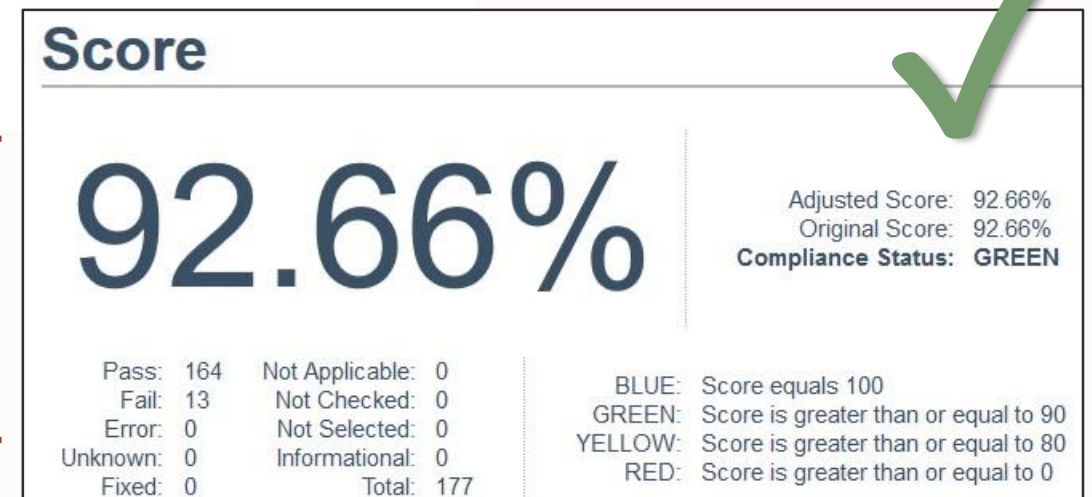 Score
92.66%
Adjusted Score: 92.66%
Original Score: 92.66%
Compliance Status: GREEN
Pass: 164 Not Applicable: 0
Fail: 13 Not Checked: 0
Error: 0 Not Selected: 0
Unknown: 0 Informational: 0
Fixed: 0 Total: 177
BLUE: Score equals 100
GREEN: Score is greater than or equal to 90
YELLOW: Score is greater than or equal to 80
RED: Score is greater than or equal to 0